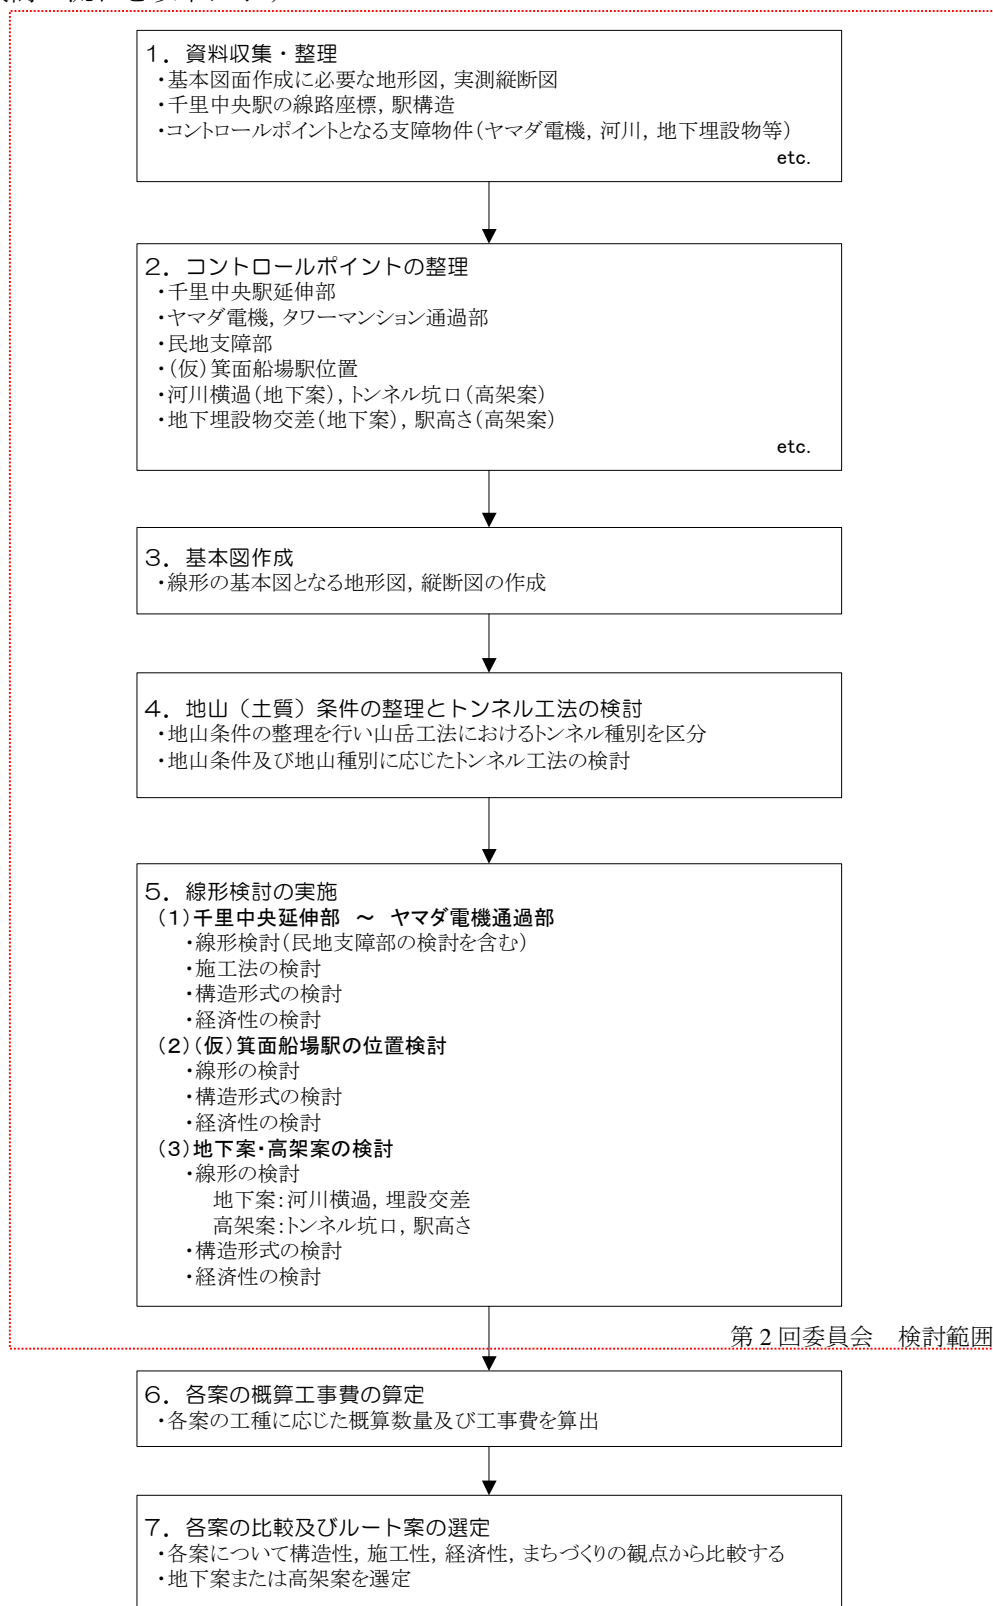 1．資料収集・整理
・基本図面作成に必要な地形図，実測縦断図
・千里中央駅の線路座標，駅構造
・コントロールポイントとなる支障物件（ヤマダ電機，河川，地下埋設物等）
etc.
2．コントロールポイントの整理
・千里中央駅延伸部
・ヤマダ電機，タワーマンション通過部
・民地支障部
・（仮）箕面船場駅位置
・河川横過（地下案），トンネル坑口（高架案）
・地下埋設物交差（地下案），駅高さ（高架案）
etc.
3．基本図作成
・線形の基本図となる地形図，縦断図の作成
4．地山（土質）条件の整理とトンネル工法の検討
・地山条件の整理を行い山岳工法におけるトンネル種別を区分
・地山条件及び地山種別に応じたトンネル工法の検討
5．線形検討の実施
（1）千里中央延伸部　～　ヤマダ電機通過部
・線形検討（民地支障部の検討を含む）
・施工法の検討
・構造形式の検討
・経済性の検討
（2）（仮）箕面船場駅の位置検討
・線形の検討
・構造形式の検討
・経済性の検討
（3）地下案・高架案の検討
・線形の検討
地下案：河川横過，埋設交差
高架案：トンネル坑口，駅高さ
・構造形式の検討
・経済性の検討
第2回委員会　検討範囲
6．各案の概算工事費の算定
・各案の工種に応じた概算数量及び工事費を算出
7．各案の比較及びルート案の選定
・各案について構造性，施工性，経済性，まちづくりの観点から比較する
・地下案または高架案を選定